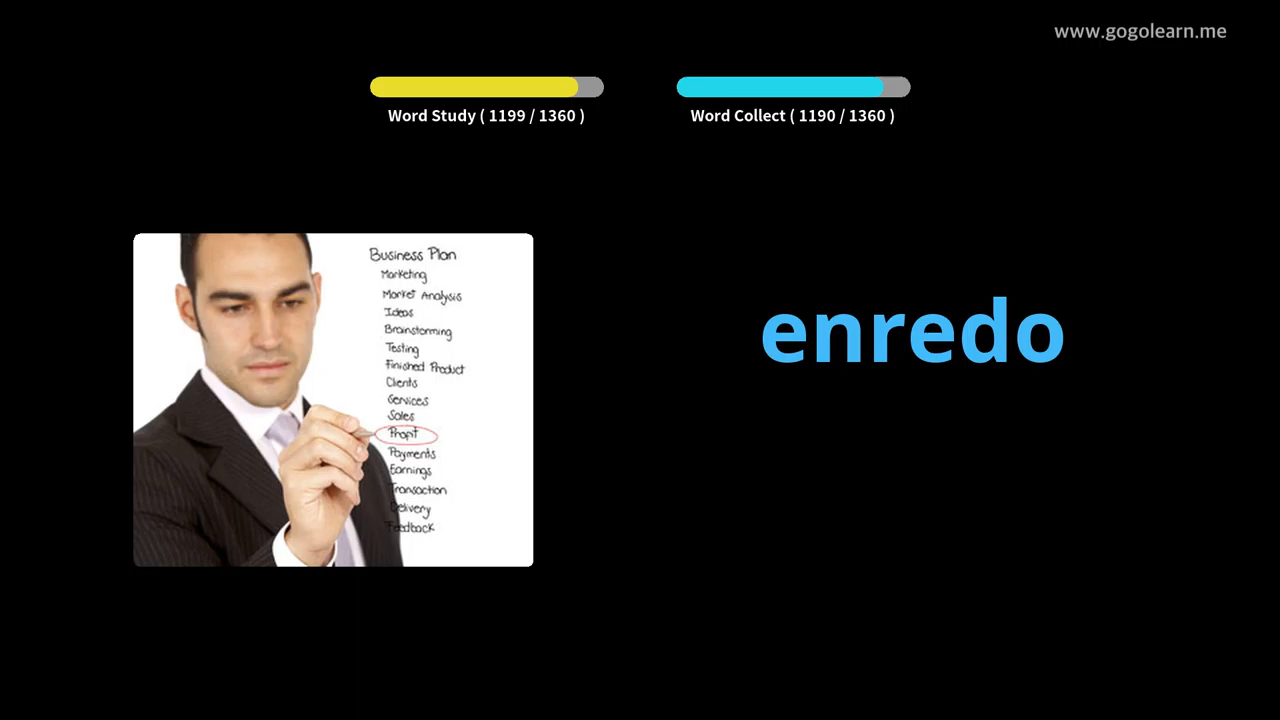 www.gogolearn.me
Word Study ( 1199 / 1360 )
Word Collect ( 1190 / 1360 )
Business Plan
Marketing
Market Analysis
Ideas
Brainstorming
Testing
Finished Product
Clients
Services
Sales
Profit
Payments
Earnings
Transaction
Delivery
Feedback
enredo